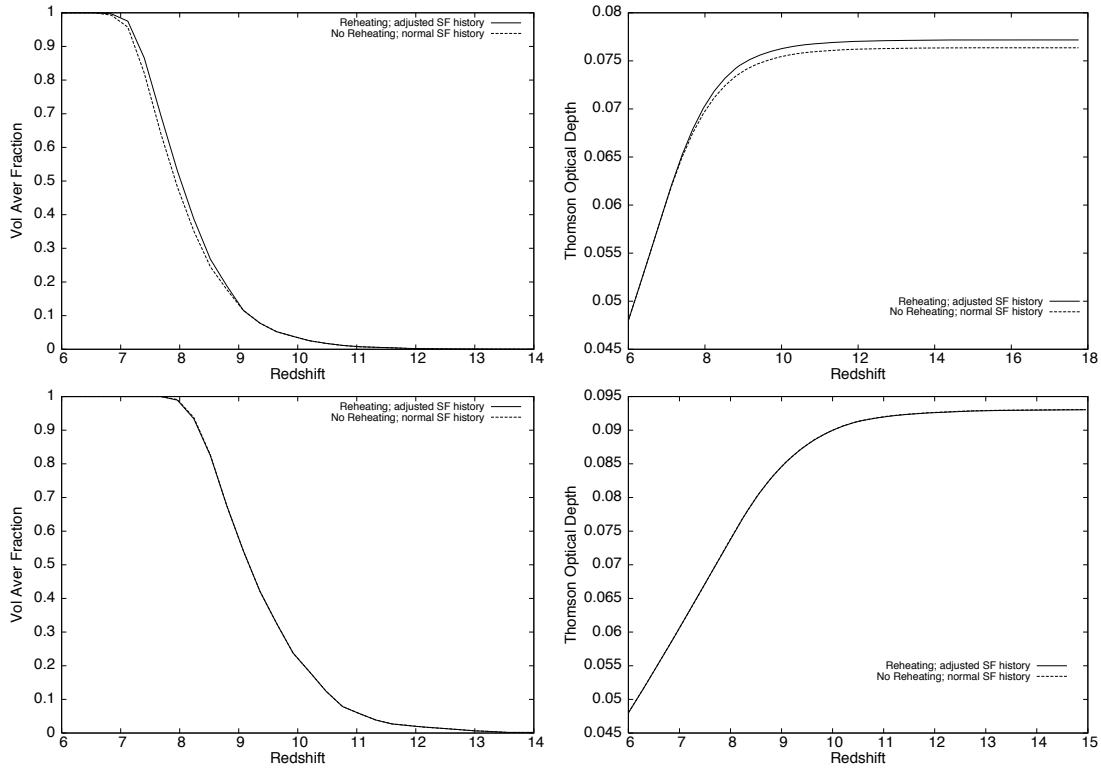 1
0.9
0.8
0.7
0.6
0.5
0.4
0.3
0.2
0.1
0
6 7 8 9 10 11 12 13 14
Vol Aver Fraction
Redshift
Reheating; adjusted SF history
No Reheating; normal SF history
0.08
0.075
0.07
0.065
0.06
0.055
0.05
0.045
6 8 10 12 14 16 18
Thomson Optical Depth
Redshift
Reheating; adjusted SF history
No Reheating; normal SF history
1
0.9
0.8
0.7
0.6
0.5
0.4
0.3
0.2
0.1
0
6 7 8 9 10 11 12 13 14
Vol Aver Fraction
Redshift
Reheating; adjusted SF history
No Reheating; normal SF history
0.095
0.09
0.085
0.08
0.075
0.07
0.065
0.06
0.055
0.05
0.045
6 7 8 9 10 11 12 13 14 15
Thomson Optical Depth
Redshift
Reheating; adjusted SF history
No Reheating; normal SF history